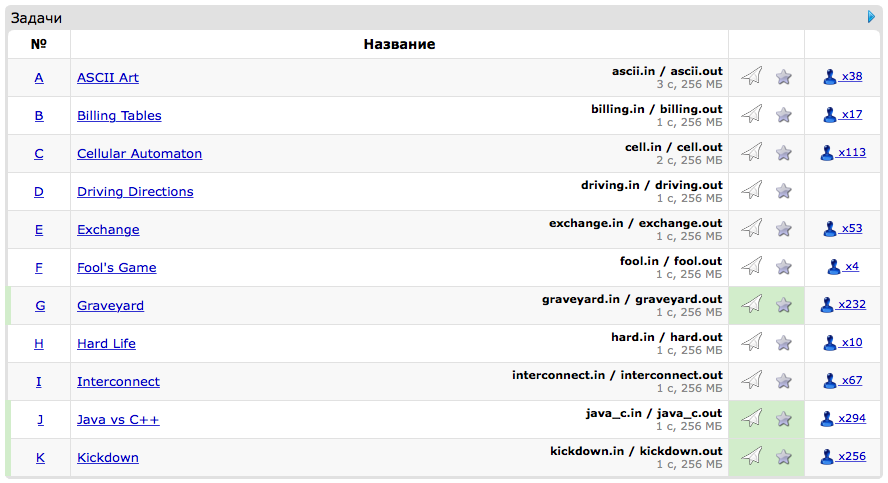 Задачи
№ Название
A ASCII Art ascii.in / ascii.out x38
3 с, 256 МБ
B Billing Tables billing.in / billing.out x17
1 с, 256 МБ
C Cellular Automaton cell.in / cell.out x113
2 с, 256 МБ
D Driving Directions driving.in / driving.out
1 с, 256 МБ
E Exchange exchange.in / exchange.out x53
1 с, 256 МБ
F Fool's Game fool.in / fool.out x4
1 с, 256 МБ
G Graveyard graveyard.in / graveyard.out x232
1 с, 256 МБ
H Hard Life hard.in / hard.out x10
1 с, 256 МБ
I Interconnect interconnect.in / interconnect.out x67
1 с, 256 МБ
J Java vs C++ java_c.in / java_c.out x294
1 с, 256 МБ
K Kickdown kickdown.in / kickdown.out x256
1 с, 256 МБ